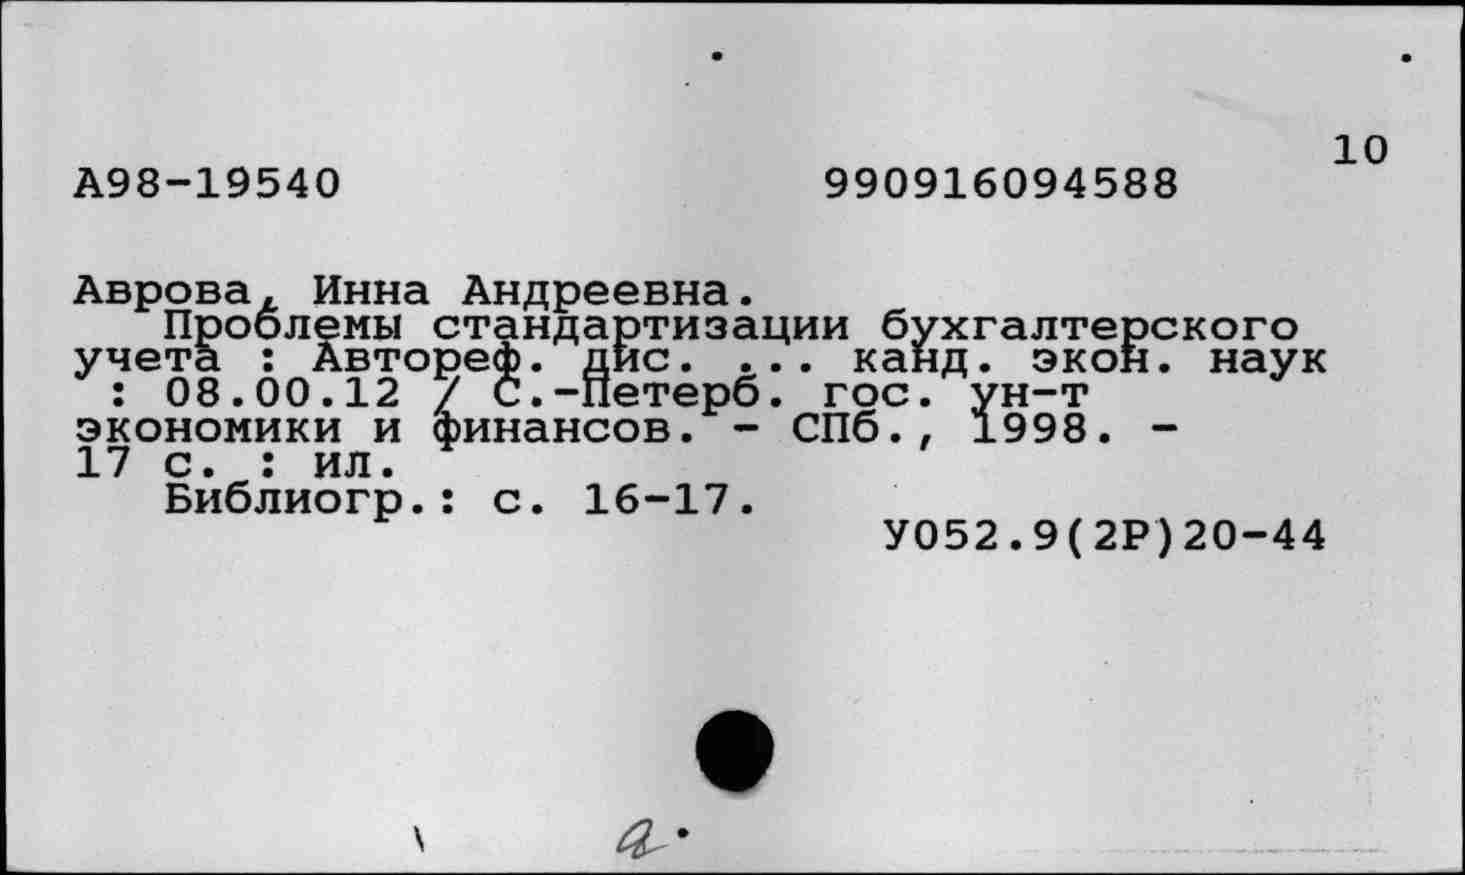 10
А98-19540 990916094588
Аврова, Инна Андреевна.
Проблемы стандартизации бухгалтерского
учета : Автореф. дис. ... канд. экон. наук
: 08.00.12 / С.-Петерб. гос. ун-т
экономики и финансов. - СПб., 1998. -
17 с. : ил.
Библиогр.: с. 16-17.
У052.9(2Р)20-44